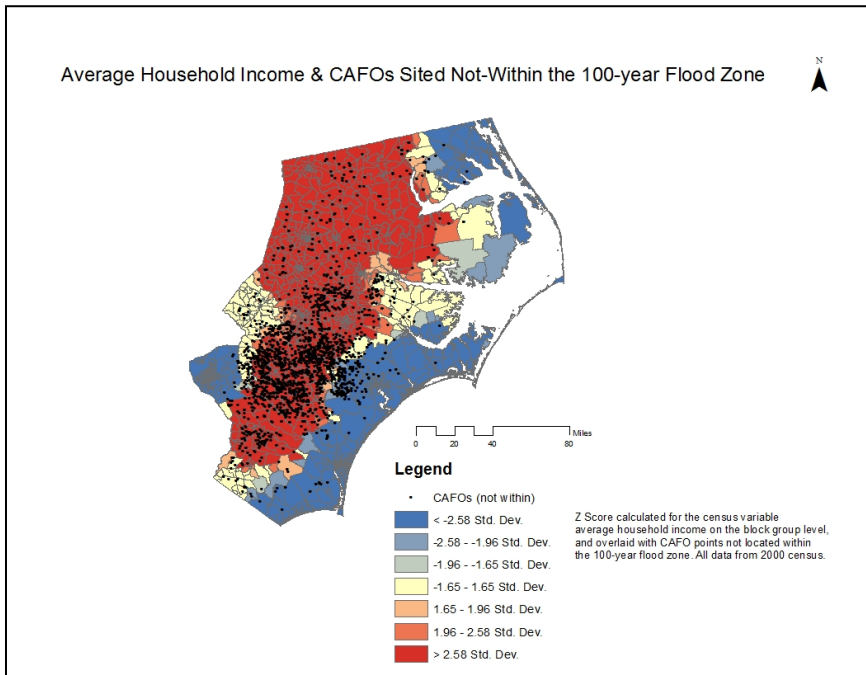 Average Household Income & CAFOs Sited Not-Within the 100-year Flood Zone
N
0 10 20 40 80 Miles
Legend
CAFOs (not within)
< -2.58 Std. Dev.
-2.58 - -1.96 Std. Dev.
-1.96 - -1.65 Std. Dev.
-1.65 - 1.65 Std. Dev.
1.65 - 1.96 Std. Dev.
1.96 - 2.58 Std. Dev.
> 2.58 Std. Dev.
Z Score calculated for the census variable
average household income on the block group level,
and overlaid with CAFO points not located within
the 100-year flood zone. All data from 2000 census.